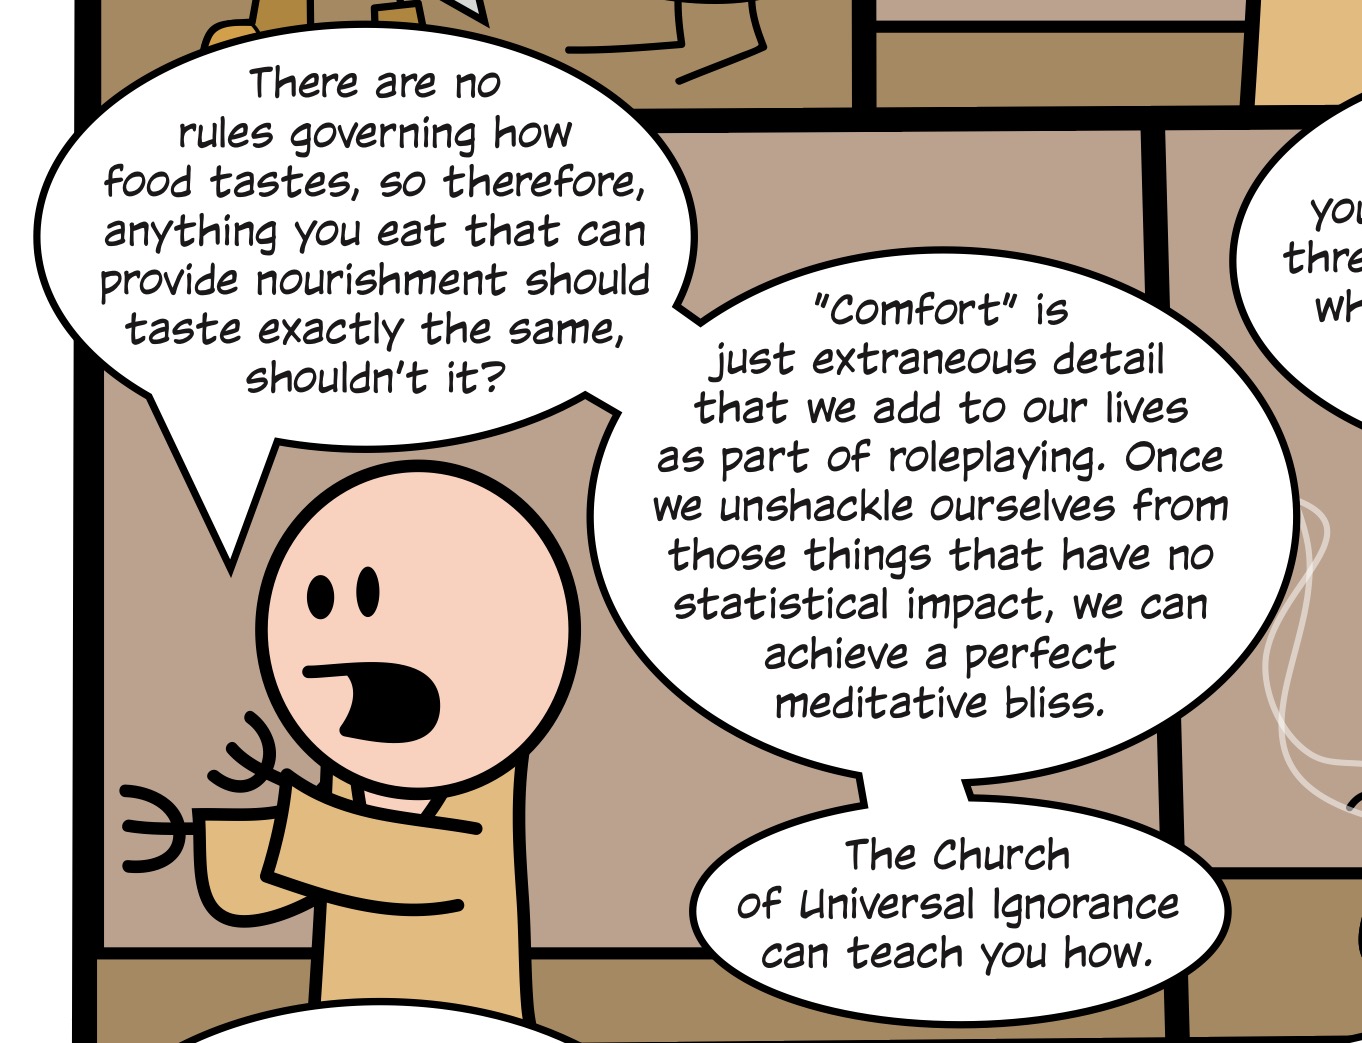 There are no
rules governing how
food tastes, so therefore,
anything you eat that can
provide nourishment should
taste exactly the same,
shouldn't it?
"Comfort" is
just extraneous detail
that we add to our lives
as part of roleplaying. Once
we unshackle ourselves from
those things that have no
statistical impact, we can
achieve a perfect
meditative bliss.
The Church
of Universal Ignorance
can teach you how.